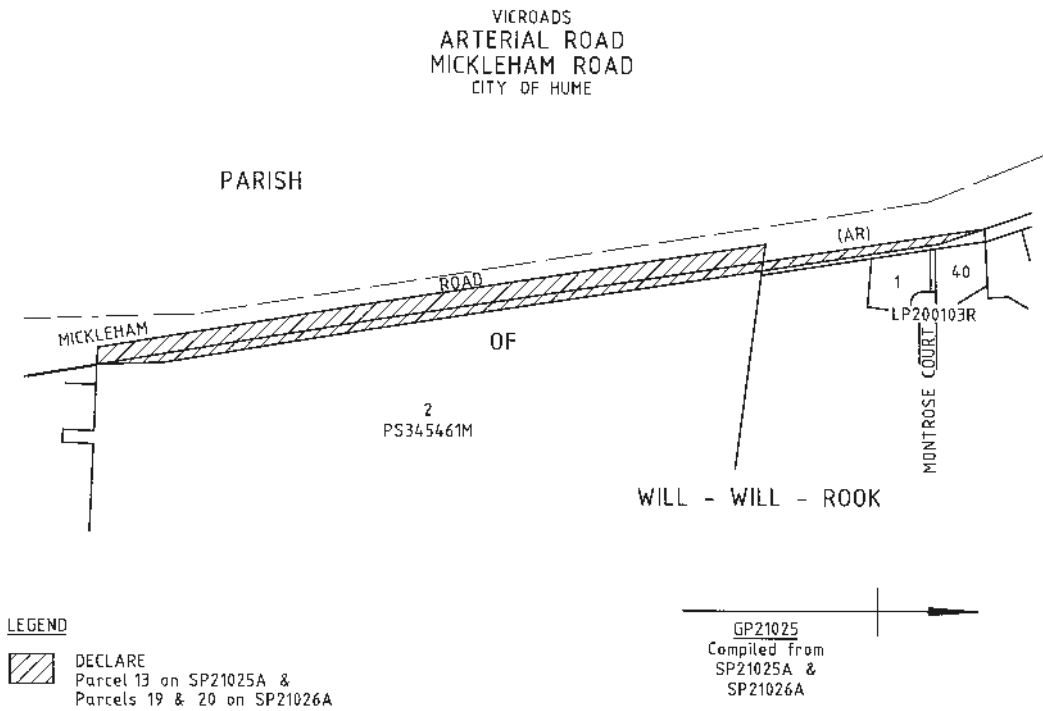 VICROADS
ARTERIAL ROAD
MICKLEHAM ROAD
CITY OF HUME
PARISH
(AR)
ROAD
MICKLEHAM
1
40
LP200103R
OF
2
PS345461M
MONTROSE COURT
WILL - WILL - ROOK
LEGEND
DECLARE
Parcel 13 on SP21025A &
Parcels 19 & 20 on SP21026A
GP21025
Compiled from
SP21025A &
SP21026A